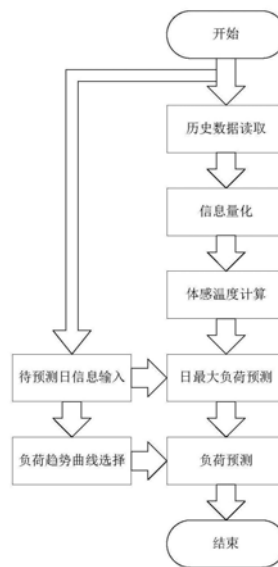 开始
历史数据读取
信息量化
体感温度计算
待预测日信息输入
日最大负荷预测
负荷趋势曲线选择
负荷预测
结束